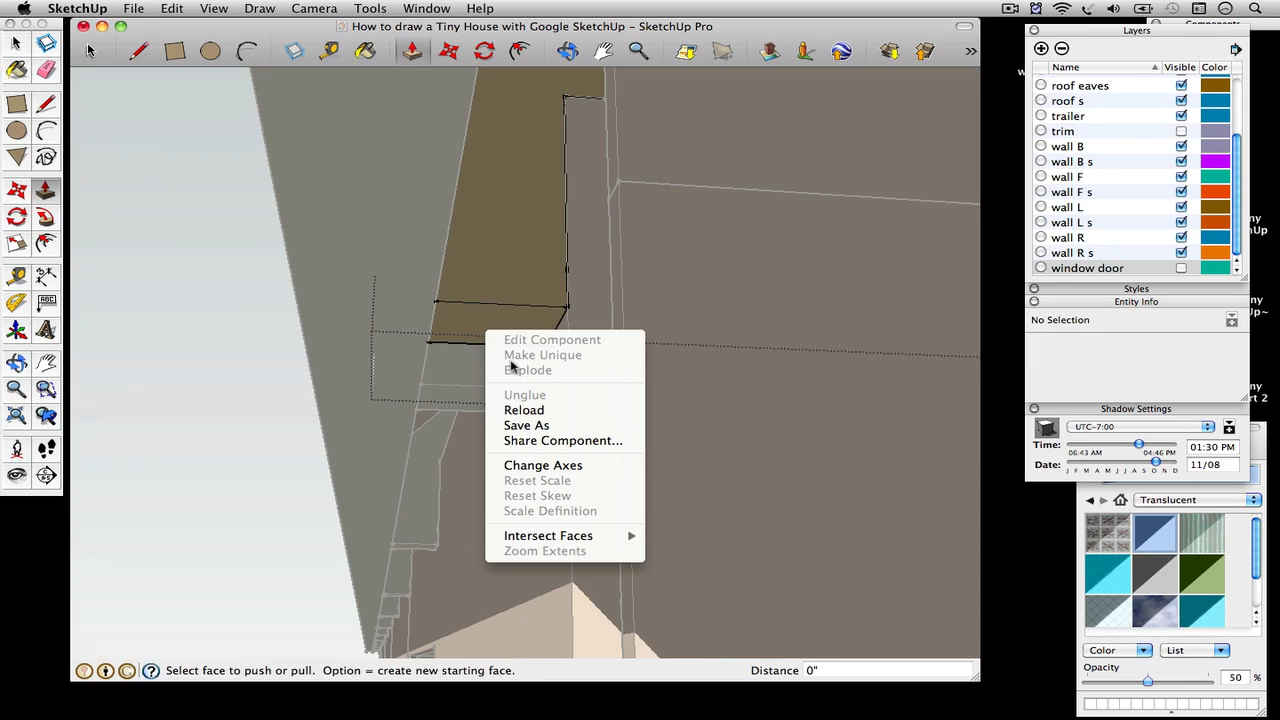 SketchUp File Edit View Draw Camera Tools Window Help
How to draw a Tiny House with Google SketchUp - SketchUp Pro
Layers
Name Visible Color
roof eaves
roof s
trailer
trim
wall B
wall B s
wall F
wall F s
wall L
wall L s
wall R
wall R s
window door
Styles
Entity Info
No Selection
Edit Component
Make Unique
Explode
Unglue
Reload
Save As
Share Component...
Change Axes
Reset Scale
Reset Skew
Scale Definition
Intersect Faces
Zoom Extents
Shadow Settings
UTC-7:00
Time: 01:30 PM
06:43 AM 04:46 PM
Date: 11/08
J F M A M J J A S O N D
Translucent
Color List
Opacity
50 %
Select face to push or pull. Option = create new starting face.
Distance 0"